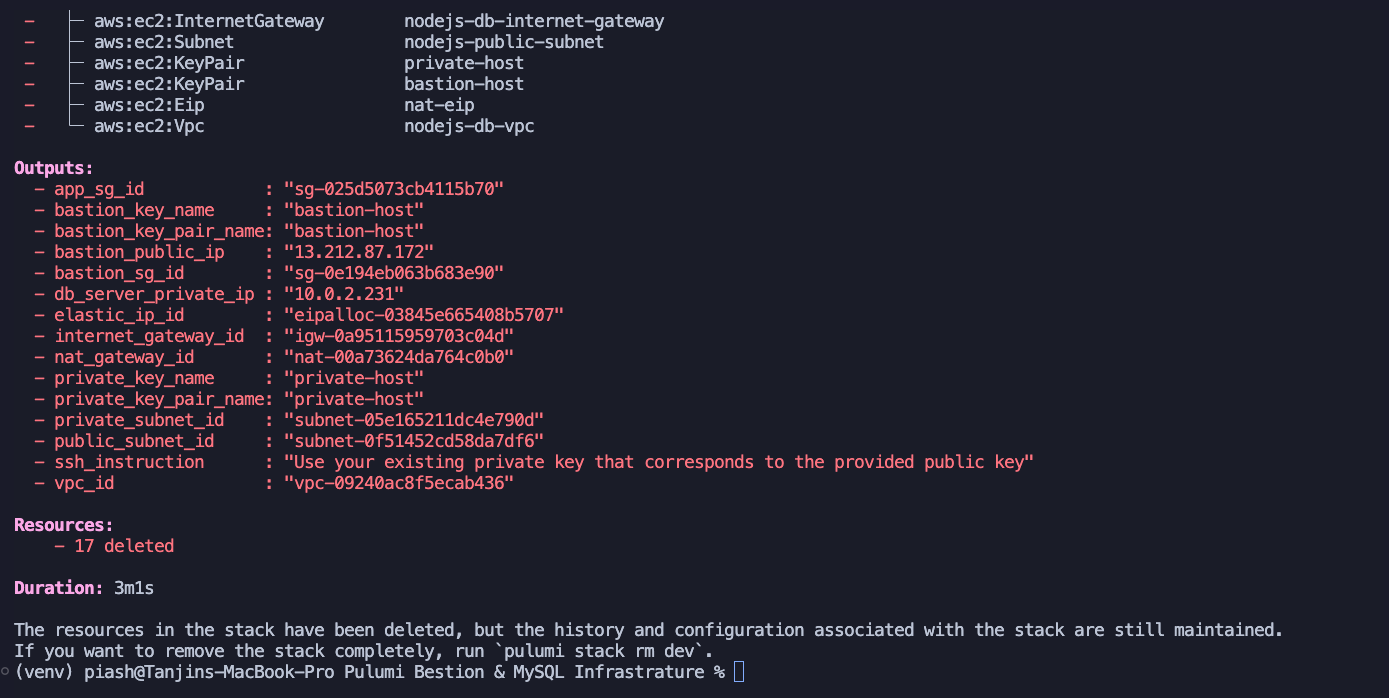 - ├─ aws:ec2:InternetGateway nodejs-db-internet-gateway
- ├─ aws:ec2:Subnet nodejs-public-subnet
- ├─ aws:ec2:KeyPair private-host
- ├─ aws:ec2:KeyPair bastion-host
- ├─ aws:ec2:Eip nat-eip
- └─ aws:ec2:Vpc nodejs-db-vpc
Outputs:
- app_sg_id : "sg-025d5073cb4115b70"
- bastion_key_name : "bastion-host"
- bastion_key_pair_name: "bastion-host"
- bastion_public_ip : "13.212.87.172"
- bastion_sg_id : "sg-0e194eb063b683e90"
- db_server_private_ip : "10.0.2.231"
- elastic_ip_id : "eipalloc-03845e665408b5707"
- internet_gateway_id : "igw-0a95115959703c04d"
- nat_gateway_id : "nat-00a73624da764c0b0"
- private_key_name : "private-host"
- private_key_pair_name: "private-host"
- private_subnet_id : "subnet-05e165211dc4e790d"
- public_subnet_id : "subnet-0f51452cd58da7df6"
- ssh_instruction : "Use your existing private key that corresponds to the provided public key"
- vpc_id : "vpc-09240ac8f5ecab436"
Resources:
- 17 deleted
Duration: 3m1s
The resources in the stack have been deleted, but the history and configuration associated with the stack are still maintained.
If you want to remove the stack completely, run `pulumi stack rm dev`.
(venv) piash@Tanjins-MacBook-Pro Pulumi Bestion & MySQL Infrastrature %